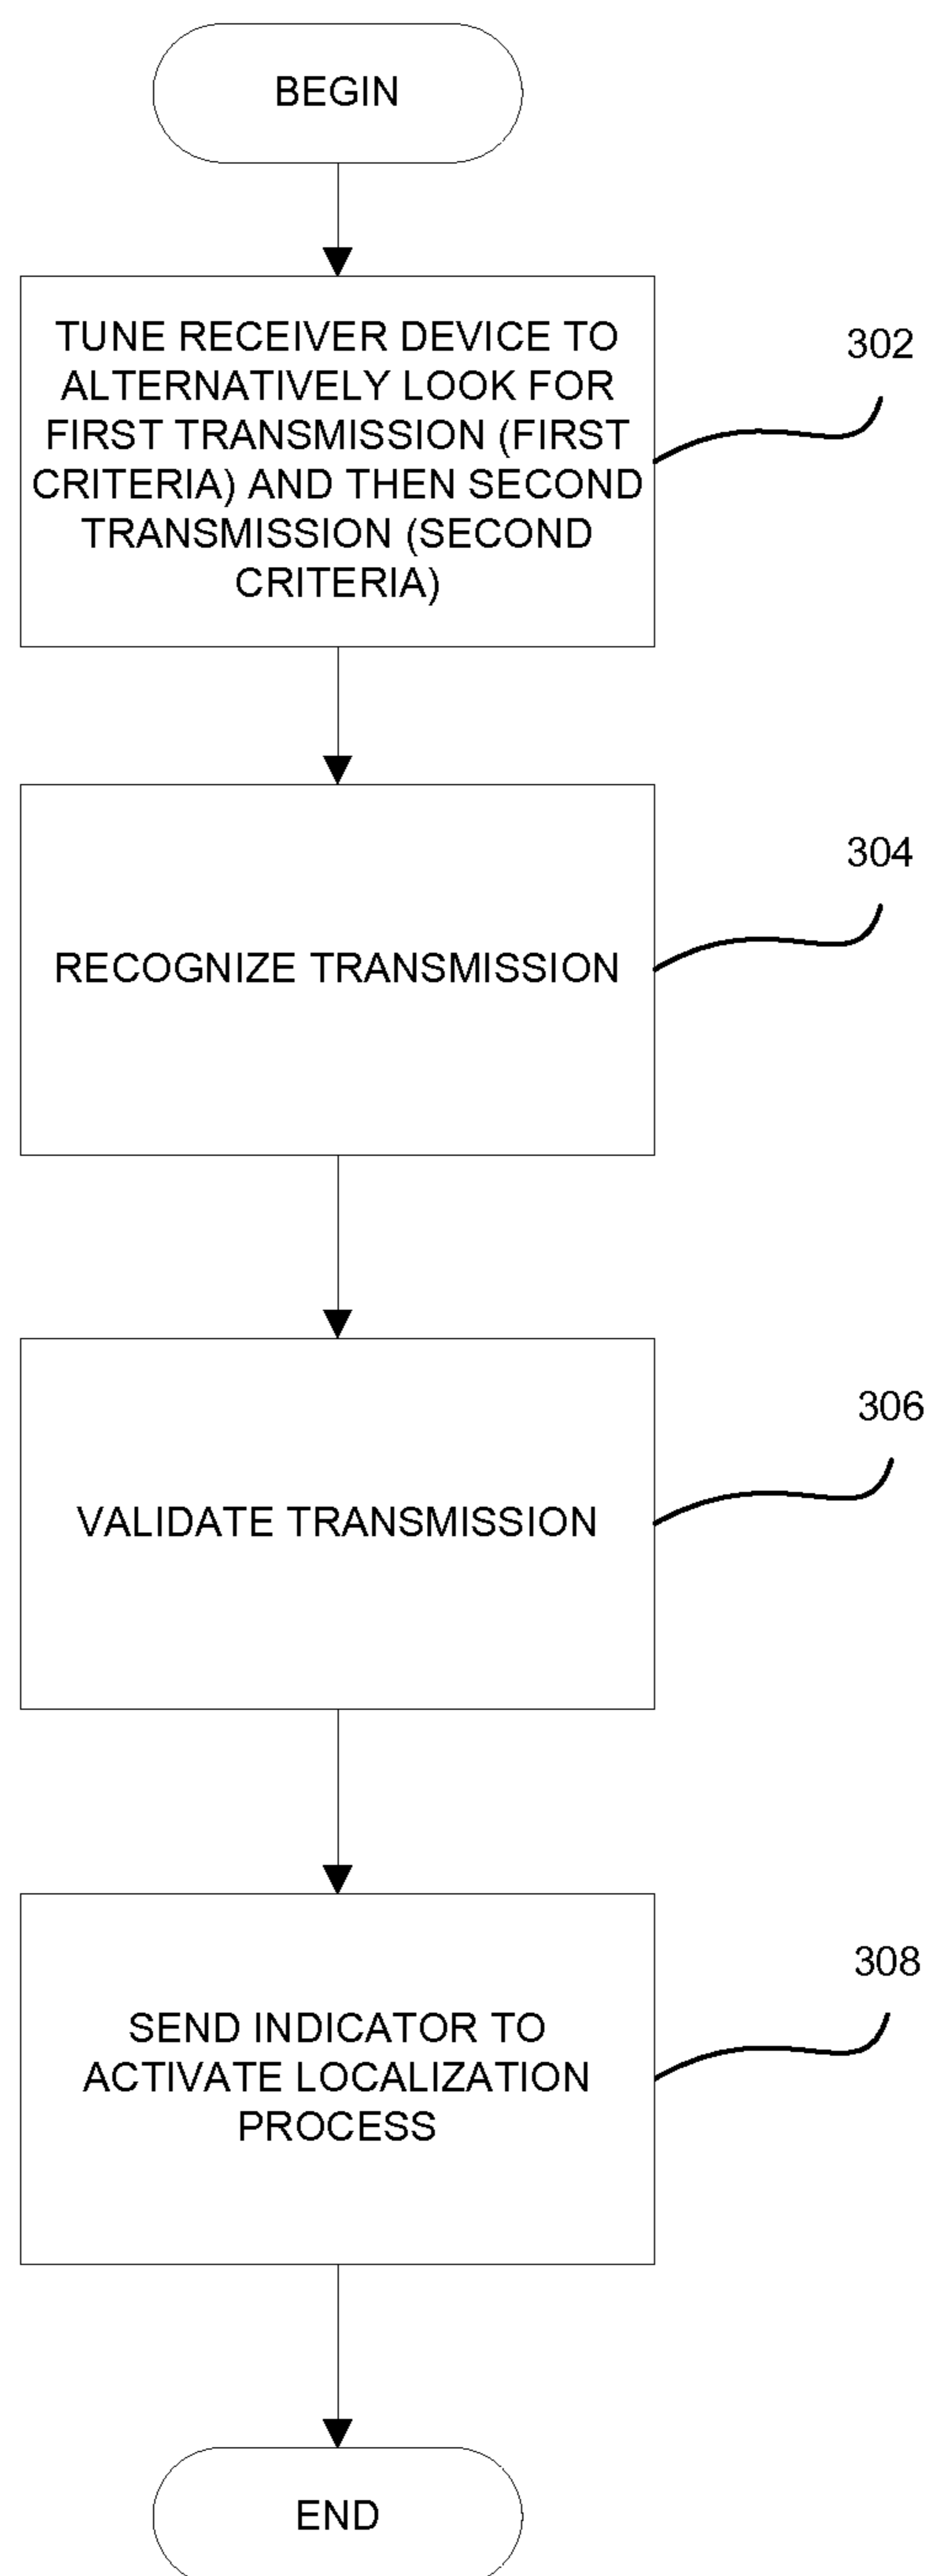 BEGIN
TUNE RECEIVER DEVICE TO
ALTERNATIVELY LOOK FOR
FIRST TRANSMISSION (FIRST
CRITERIA) AND THEN SECOND
TRANSMISSION (SECOND
CRITERIA)
302
RECOGNIZE TRANSMISSION
304
VALIDATE TRANSMISSION
306
SEND INDICATOR TO
ACTIVATE LOCALIZATION
PROCESS
308
END